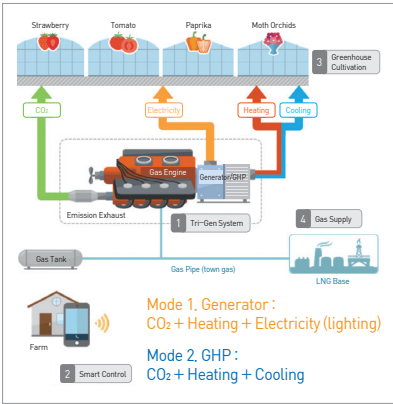 Strawberry
Tomato
Paprika
Moth Orchids
3 Greenhouse
Cultivation
CO₂
Electricity
Heating
Cooling
Gas Engine
Generator/GHP
Emission Exhaust
1 Tri-Gen System
4 Gas Supply
Gas Tank
Gas Pipe (town gas)
LNG Base
Farm
2 Smart Control
Mode 1, Generator :
CO₂ + Heating + Electricity (lighting)
Mode 2, GHP :
CO₂ + Heating + Cooling